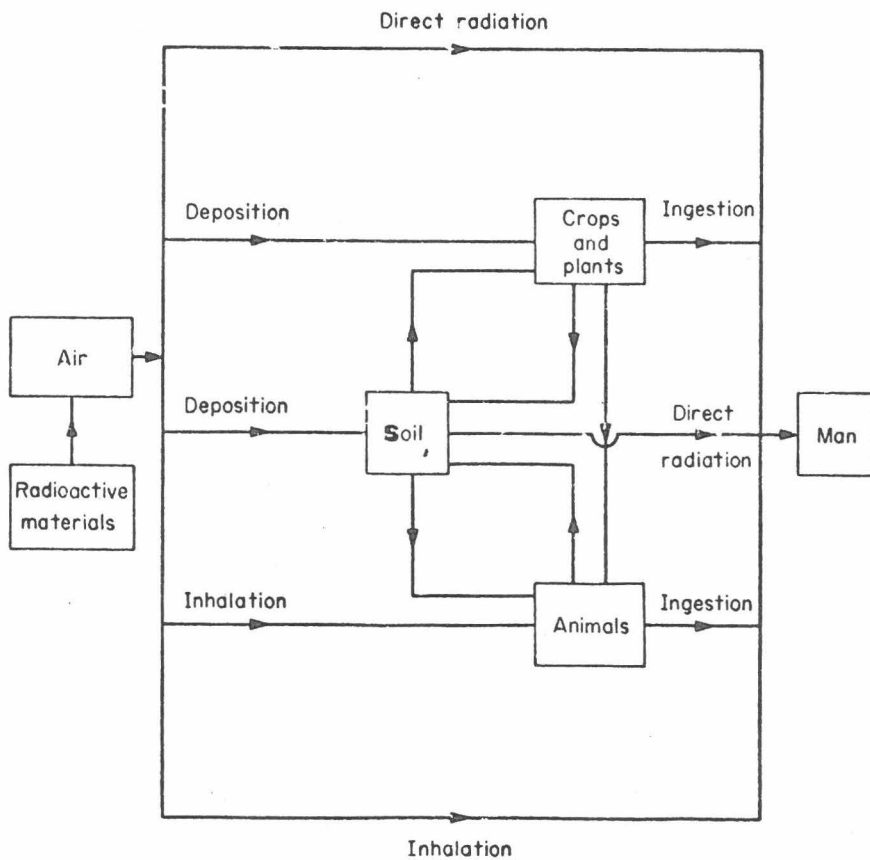 Direct radiation
Deposition
Crops
and
plants
Ingestion
Air
Deposition
Soil
Direct
radiation
Man
Radioactive
materials
Inhalation
Animals
Ingestion
Inhalation